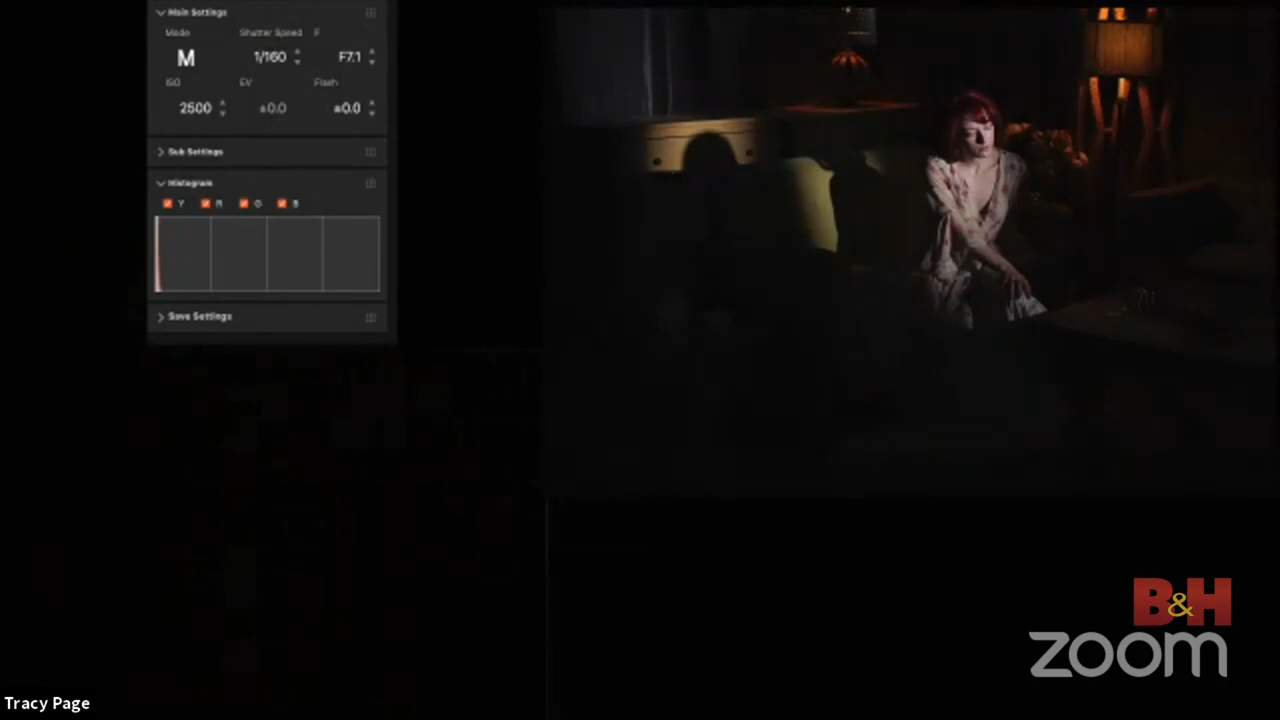 Main Settings
Mode Shutter Speed F
M 1/160 F7.1
ISO EV Flash
2500 ±0.0 ±0.0
Sub Settings
Histogram
Y R G B
Save Settings
B&H
zoom
Tracy Page